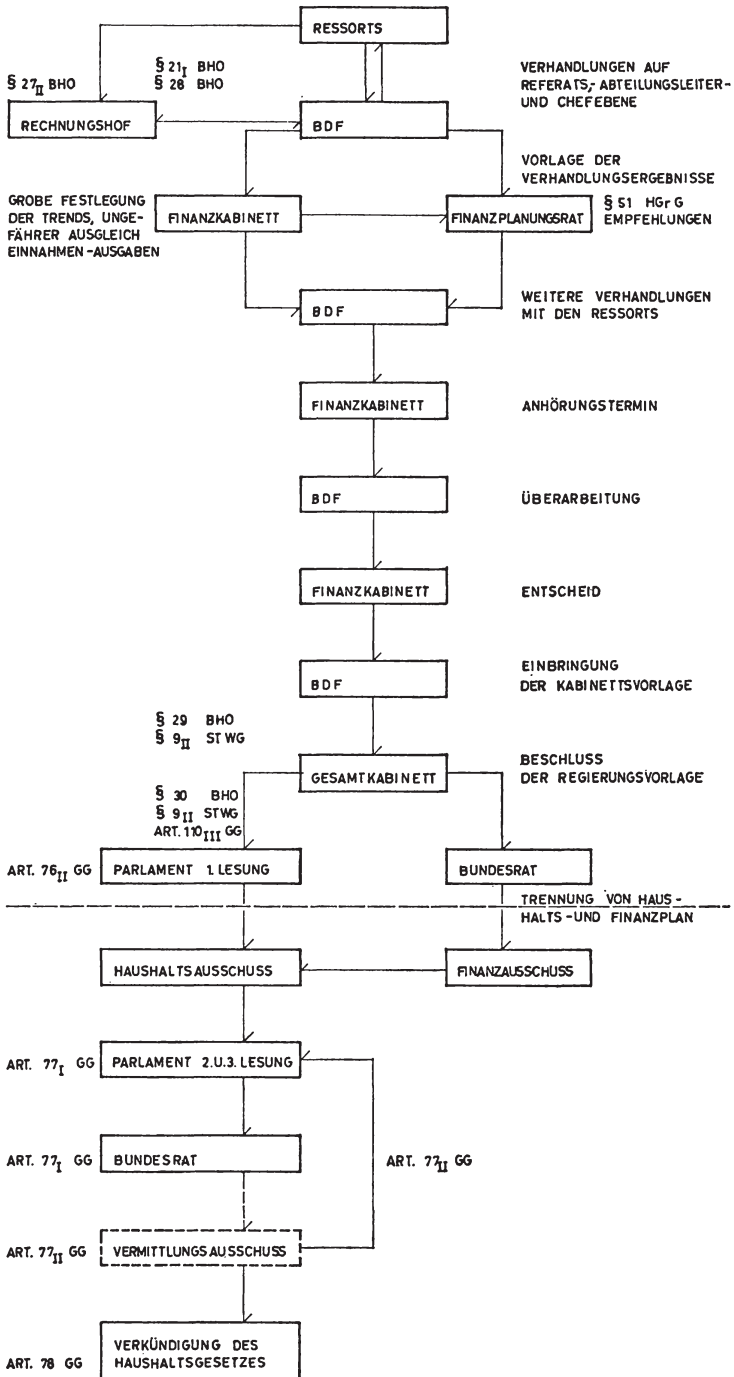 RESSORTS
§ 21I BHO
§ 28 BHO
§ 27II BHO
VERHANDLUNGEN AUF
REFERATS,- ABTEILUNGSLEITER-
UND CHEFEBENE
RECHNUNGSHOF
BDF
VORLAGE DER
VERHANDLUNGSERGEBNISSE
GROBE FESTLEGUNG
DER TRENDS, UNGE-
FÄHRER AUSGLEICH
EINNAHMEN-AUSGABEN
FINANZKABINETT
FINANZPLANUNGSRAT
§ 51 HGrG
EMPFEHLUNGEN
BDF
WEITERE VERHANDLUNGEN
MIT DEN RESSORTS
FINANZKABINETT
ANHÖRUNGSTERMIN
BDF
ÜBERARBEITUNG
FINANZKABINETT
ENTSCHEID
BDF
EINBRINGUNG
DER KABINETTSVORLAGE
§ 29 BHO
§ 9II STWG
GESAMTKABINETT
BESCHLUSS
DER REGIERUNGSVORLAGE
§ 30 BHO
§ 9II STWG
ART. 110III GG
ART. 76II GG
PARLAMENT 1. LESUNG
BUNDESRAT
TRENNUNG VON HAUS-
HALTS-UND FINANZPLAN
HAUSHALTSAUSSCHUSS
FINANZAUSSCHUSS
ART. 77I GG
PARLAMENT 2.U.3. LESUNG
ART. 77I GG
BUNDESRAT
ART. 77II GG
ART. 77II GG
VERMITTLUNGSAUSSCHUSS
ART. 78 GG
VERKÜNDIGUNG DES
HAUSHALTSGESETZES